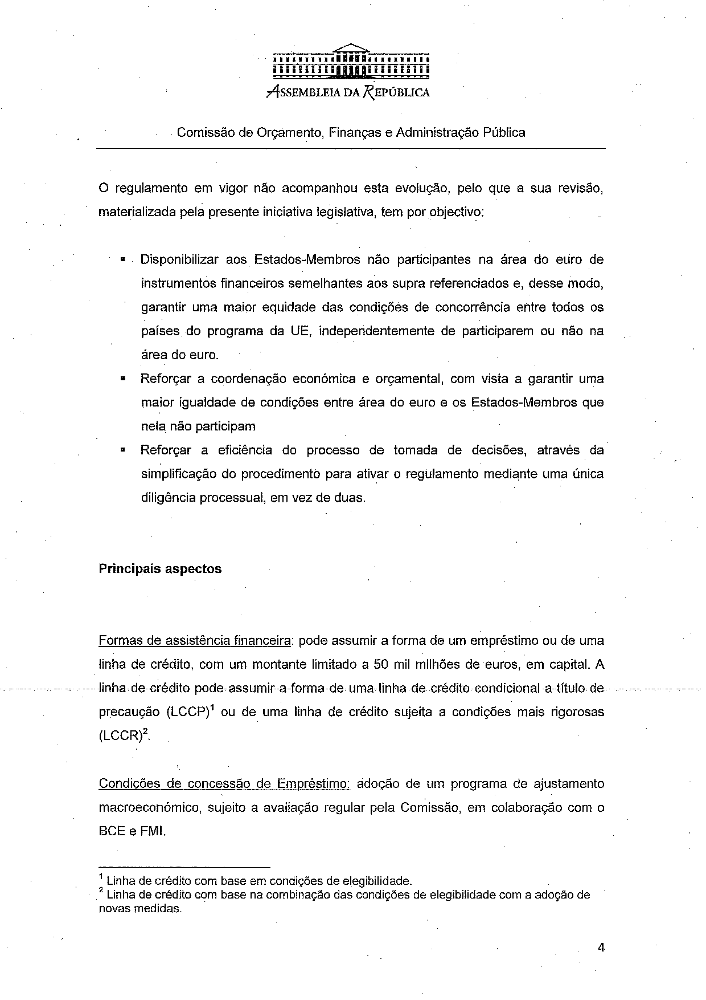 ASSEMBLEIA DA REPÚBLICA
Comissão de Orçamento, Finanças e Administração Pública
O regulamento em vigor não acompanhou esta evolução, pelo que a sua revisão,
materializada pela presente iniciativa legislativa, tem por objectivo:
▪ Disponibilizar aos Estados-Membros não participantes na área do euro de
instrumentos financeiros semelhantes aos supra referenciados e, desse modo,
garantir uma maior equidade das condições de concorrência entre todos os
países do programa da UE, independentemente de participarem ou não na
área do euro.
▪ Reforçar a coordenação económica e orçamental, com vista a garantir uma
maior igualdade de condições entre área do euro e os Estados-Membros que
nela não participam
▪ Reforçar a eficiência do processo de tomada de decisões, através da
simplificação do procedimento para ativar o regulamento mediante uma única
diligência processual, em vez de duas.
Principais aspectos
Formas de assistência financeira: pode assumir a forma de um empréstimo ou de uma
linha de crédito, com um montante limitado a 50 mil milhões de euros, em capital. A
linha de crédito pode assumir a forma de uma linha de crédito condicional a título de
precaução (LCCP)¹ ou de uma linha de crédito sujeita a condições mais rigorosas
(LCCR)².
Condições de concessão de Empréstimo: adoção de um programa de ajustamento
macroeconómico, sujeito a avaliação regular pela Comissão, em colaboração com o
BCE e FMI.
¹ Linha de crédito com base em condições de elegibilidade.
² Linha de crédito com base na combinação das condições de elegibilidade com a adoção de
novas medidas.
4